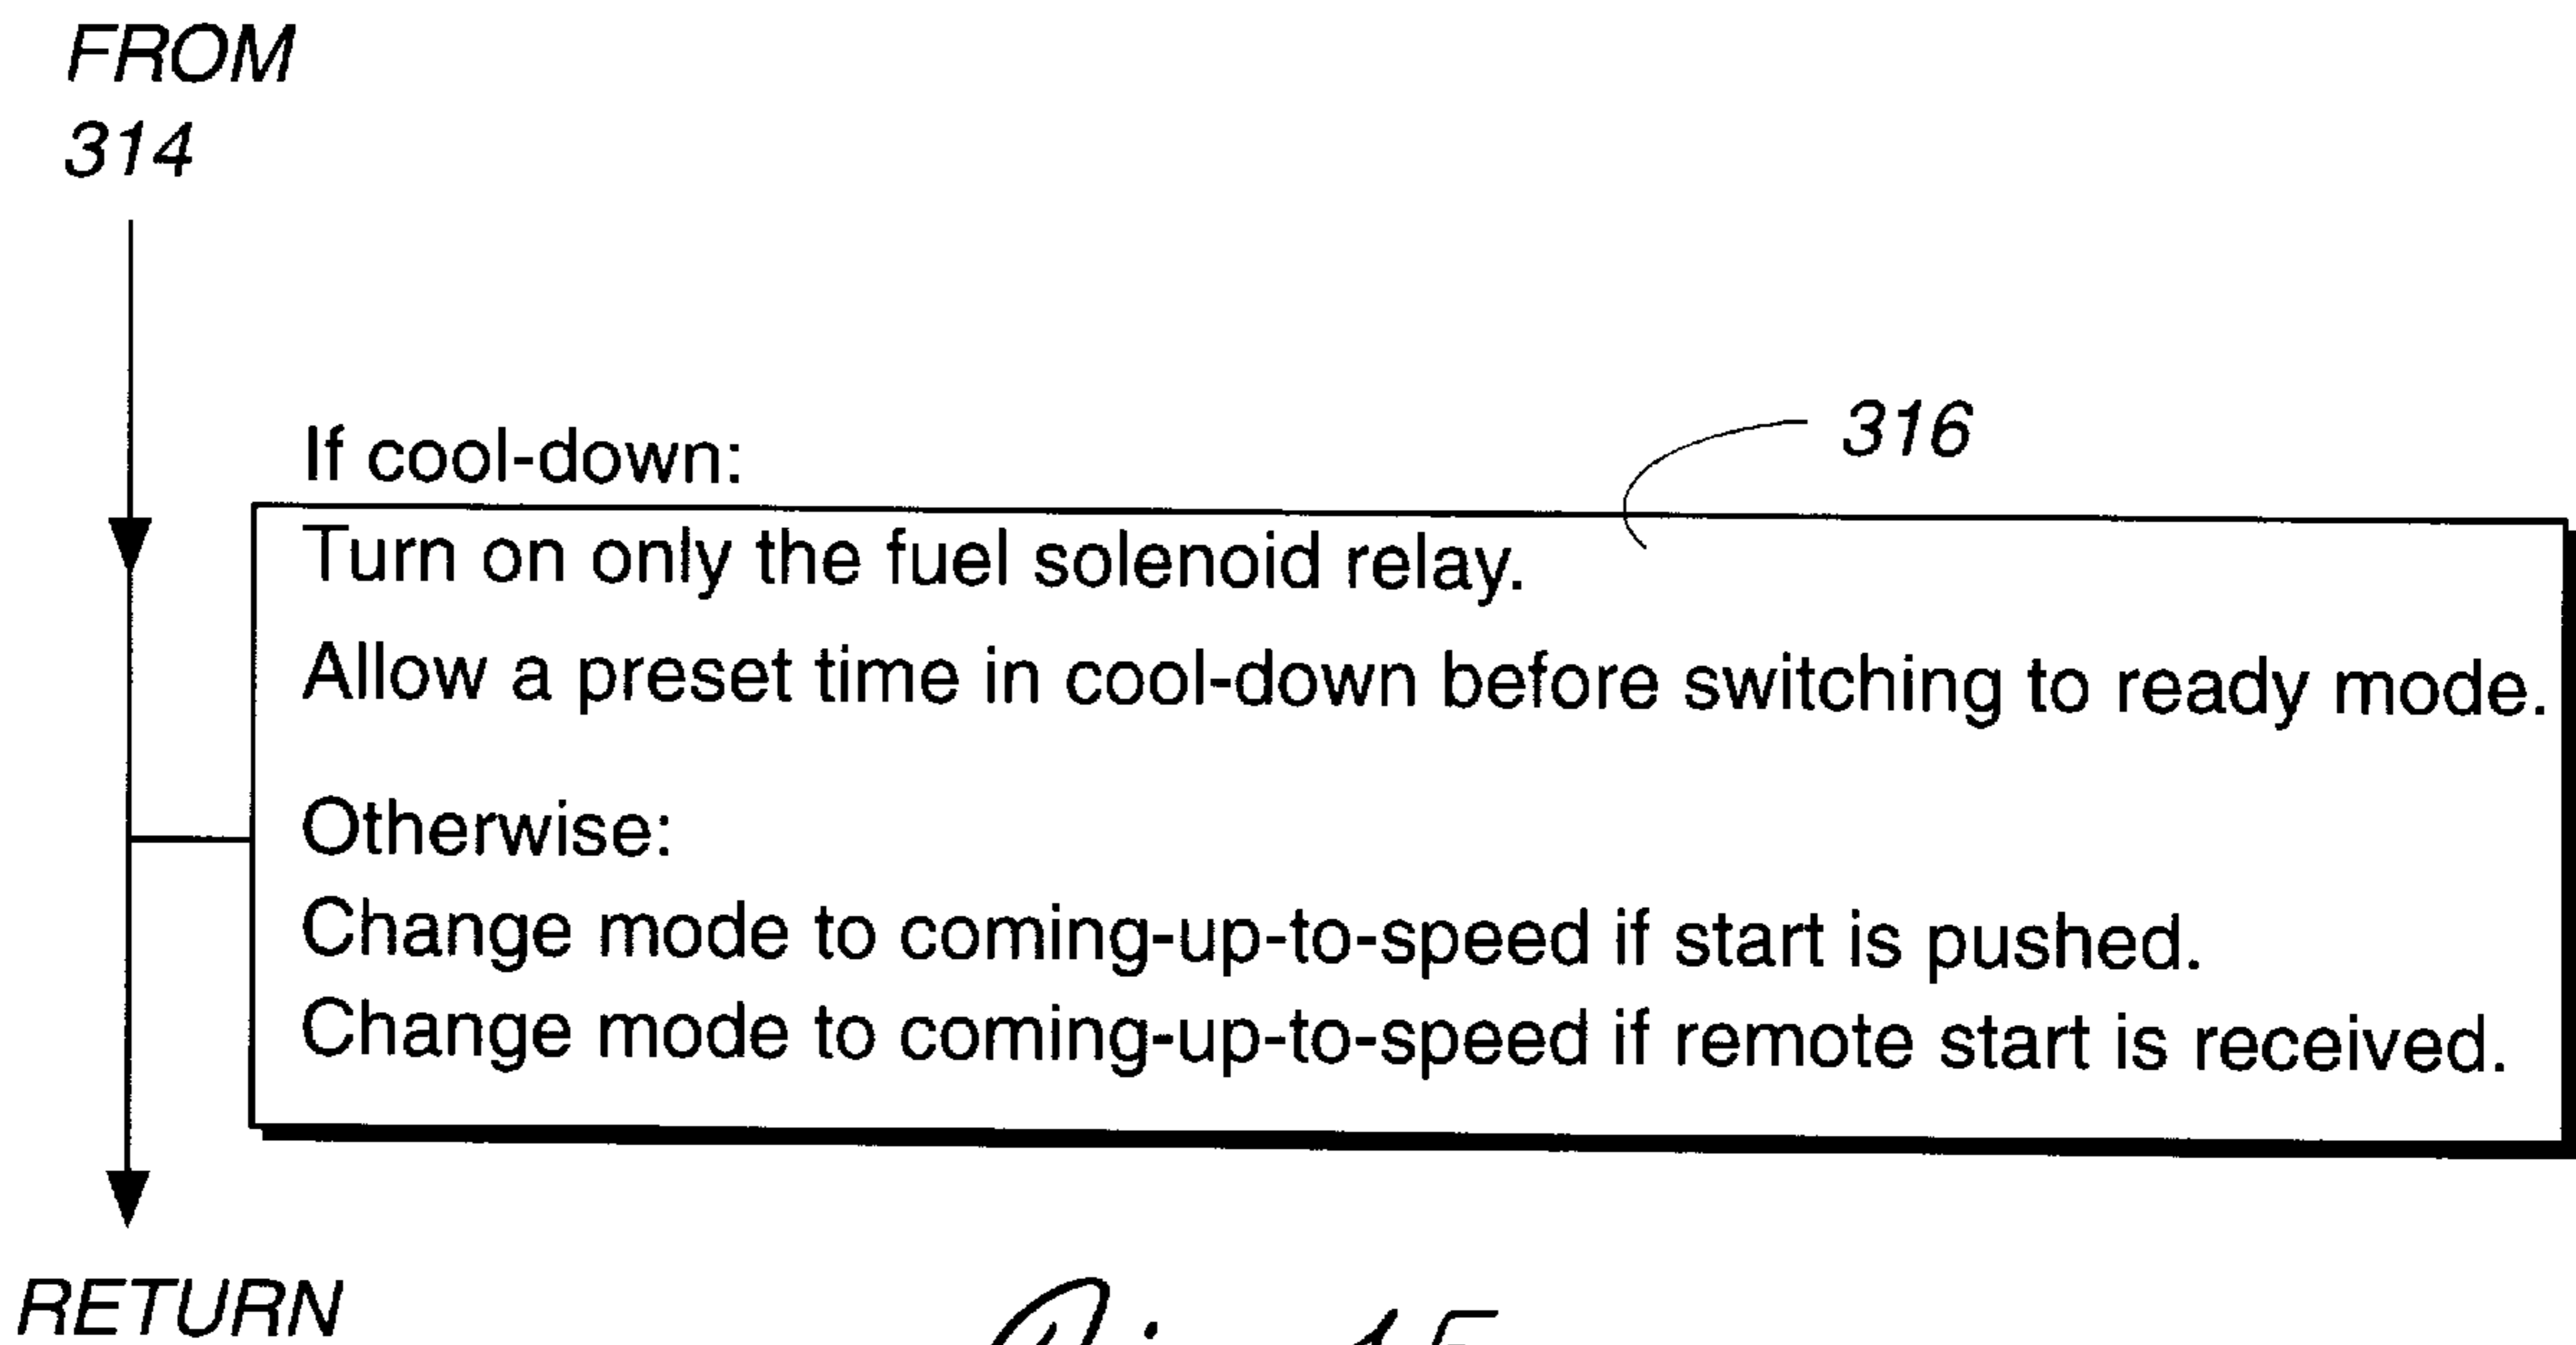 FROM
314
316
If cool-down:
Turn on only the fuel solenoid relay.
Allow a preset time in cool-down before switching to ready mode.
Otherwise:
Change mode to coming-up-to-speed if start is pushed.
Change mode to coming-up-to-speed if remote start is received.
RETURN